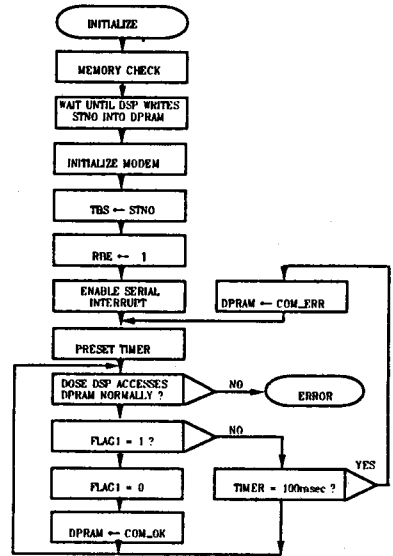 INITIALIZE
MEMORY CHECK
WAIT UNTIL DSP WRITES
STNO INTO DPRAM
INITIALIZE MODEM
TBS ← STNO
RBE ← 1
ENABLE SERIAL
INTERRUPT
DPRAM ← COM_ERR
PRESET TIMER
DOSE DSP ACCESSES
DPRAM NORMALLY ?
NO
ERROR
FLAG1 = 1 ?
NO
FLAG1 = 0
TIMER = 100msec ?
YES
DPRAM ← COM_OK